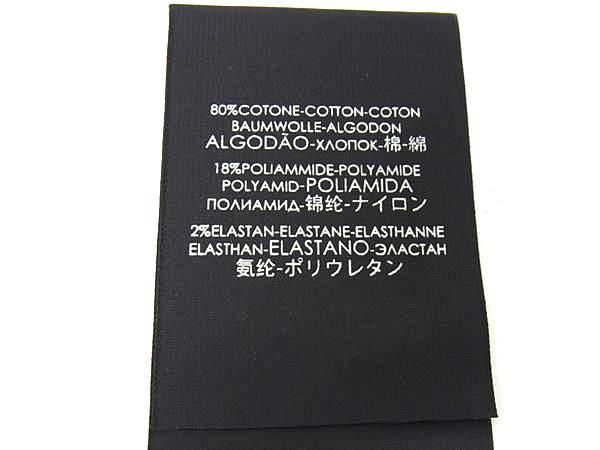 80%COTONE-COTTON-COTON
BAUMWOLLE-ALGODON
ALGODÃO-ХЛОПОК-棉-綿
18%POLIAMMIDE-POLYAMIDE
POLYAMID-POLIAMIDA
ПОЛИАМИД-锦纶-ナイロン
2%ELASTAN-ELASTANE-ELASTHANNE
ELASTHAN-ELASTANO-ЭЛАСТАН
氨纶-ポリウレタン